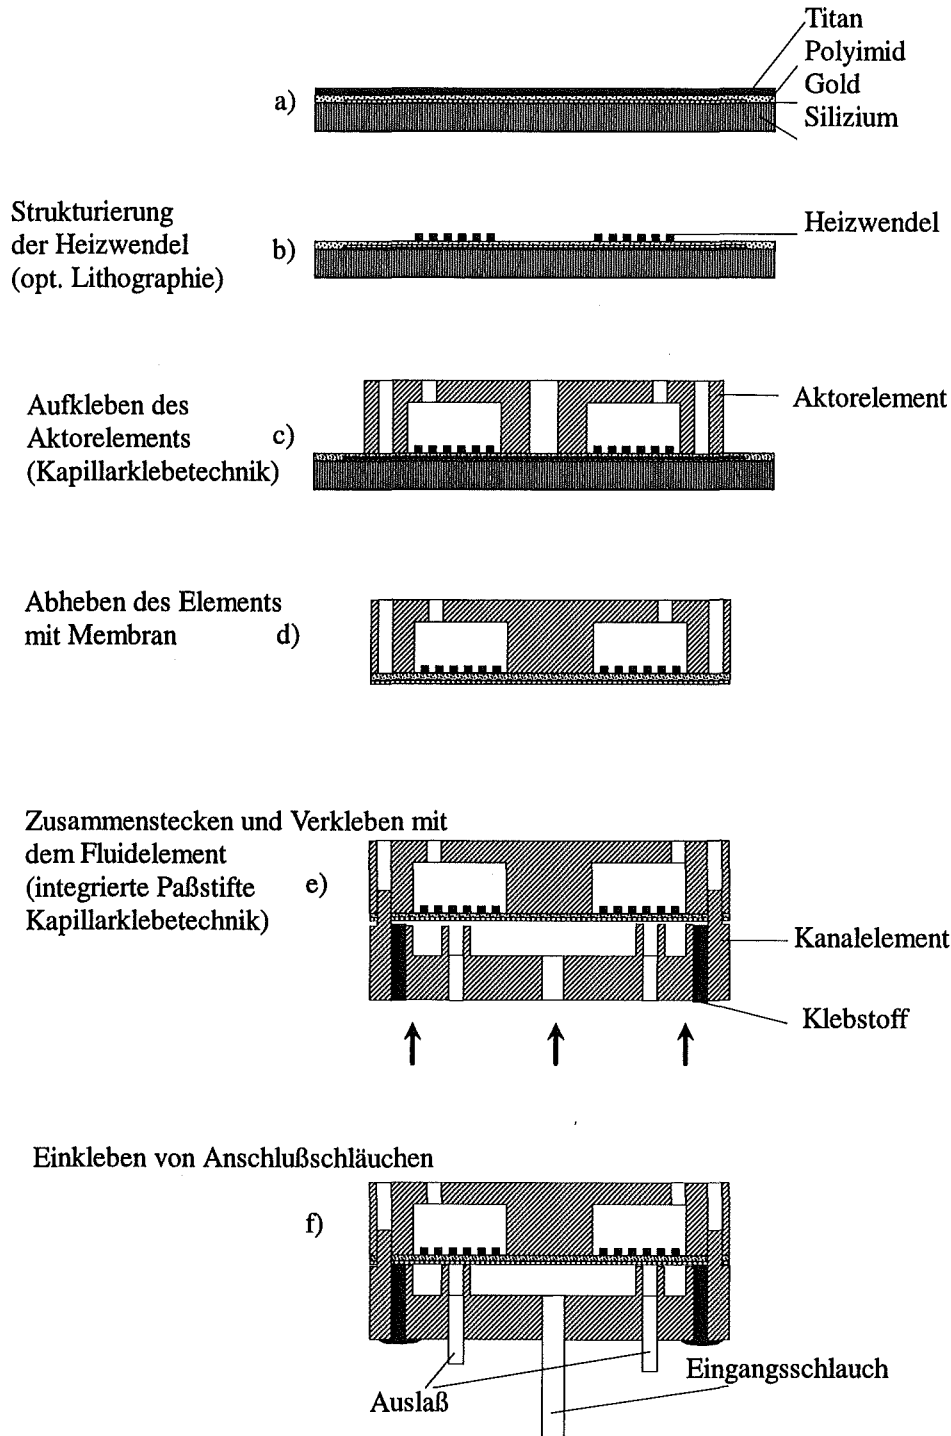 Titan
Polyimid
Gold
Silizium
a)
Strukturierung
der Heizwendel
(opt. Lithographie)
b)
Heizwendel
Aufkleben des
Aktorelements
(Kapillarklebetechnik)
c)
Aktorelement
Abheben des Elements
mit Membran
d)
Zusammenstecken und Verkleben mit
dem Fluidelement
(integrierte Paßstifte
Kapillarklebetechnik)
e)
Kanalelement
Klebstoff
Einkleben von Anschlußschläuchen
f)
Eingangsschlauch
Auslaß